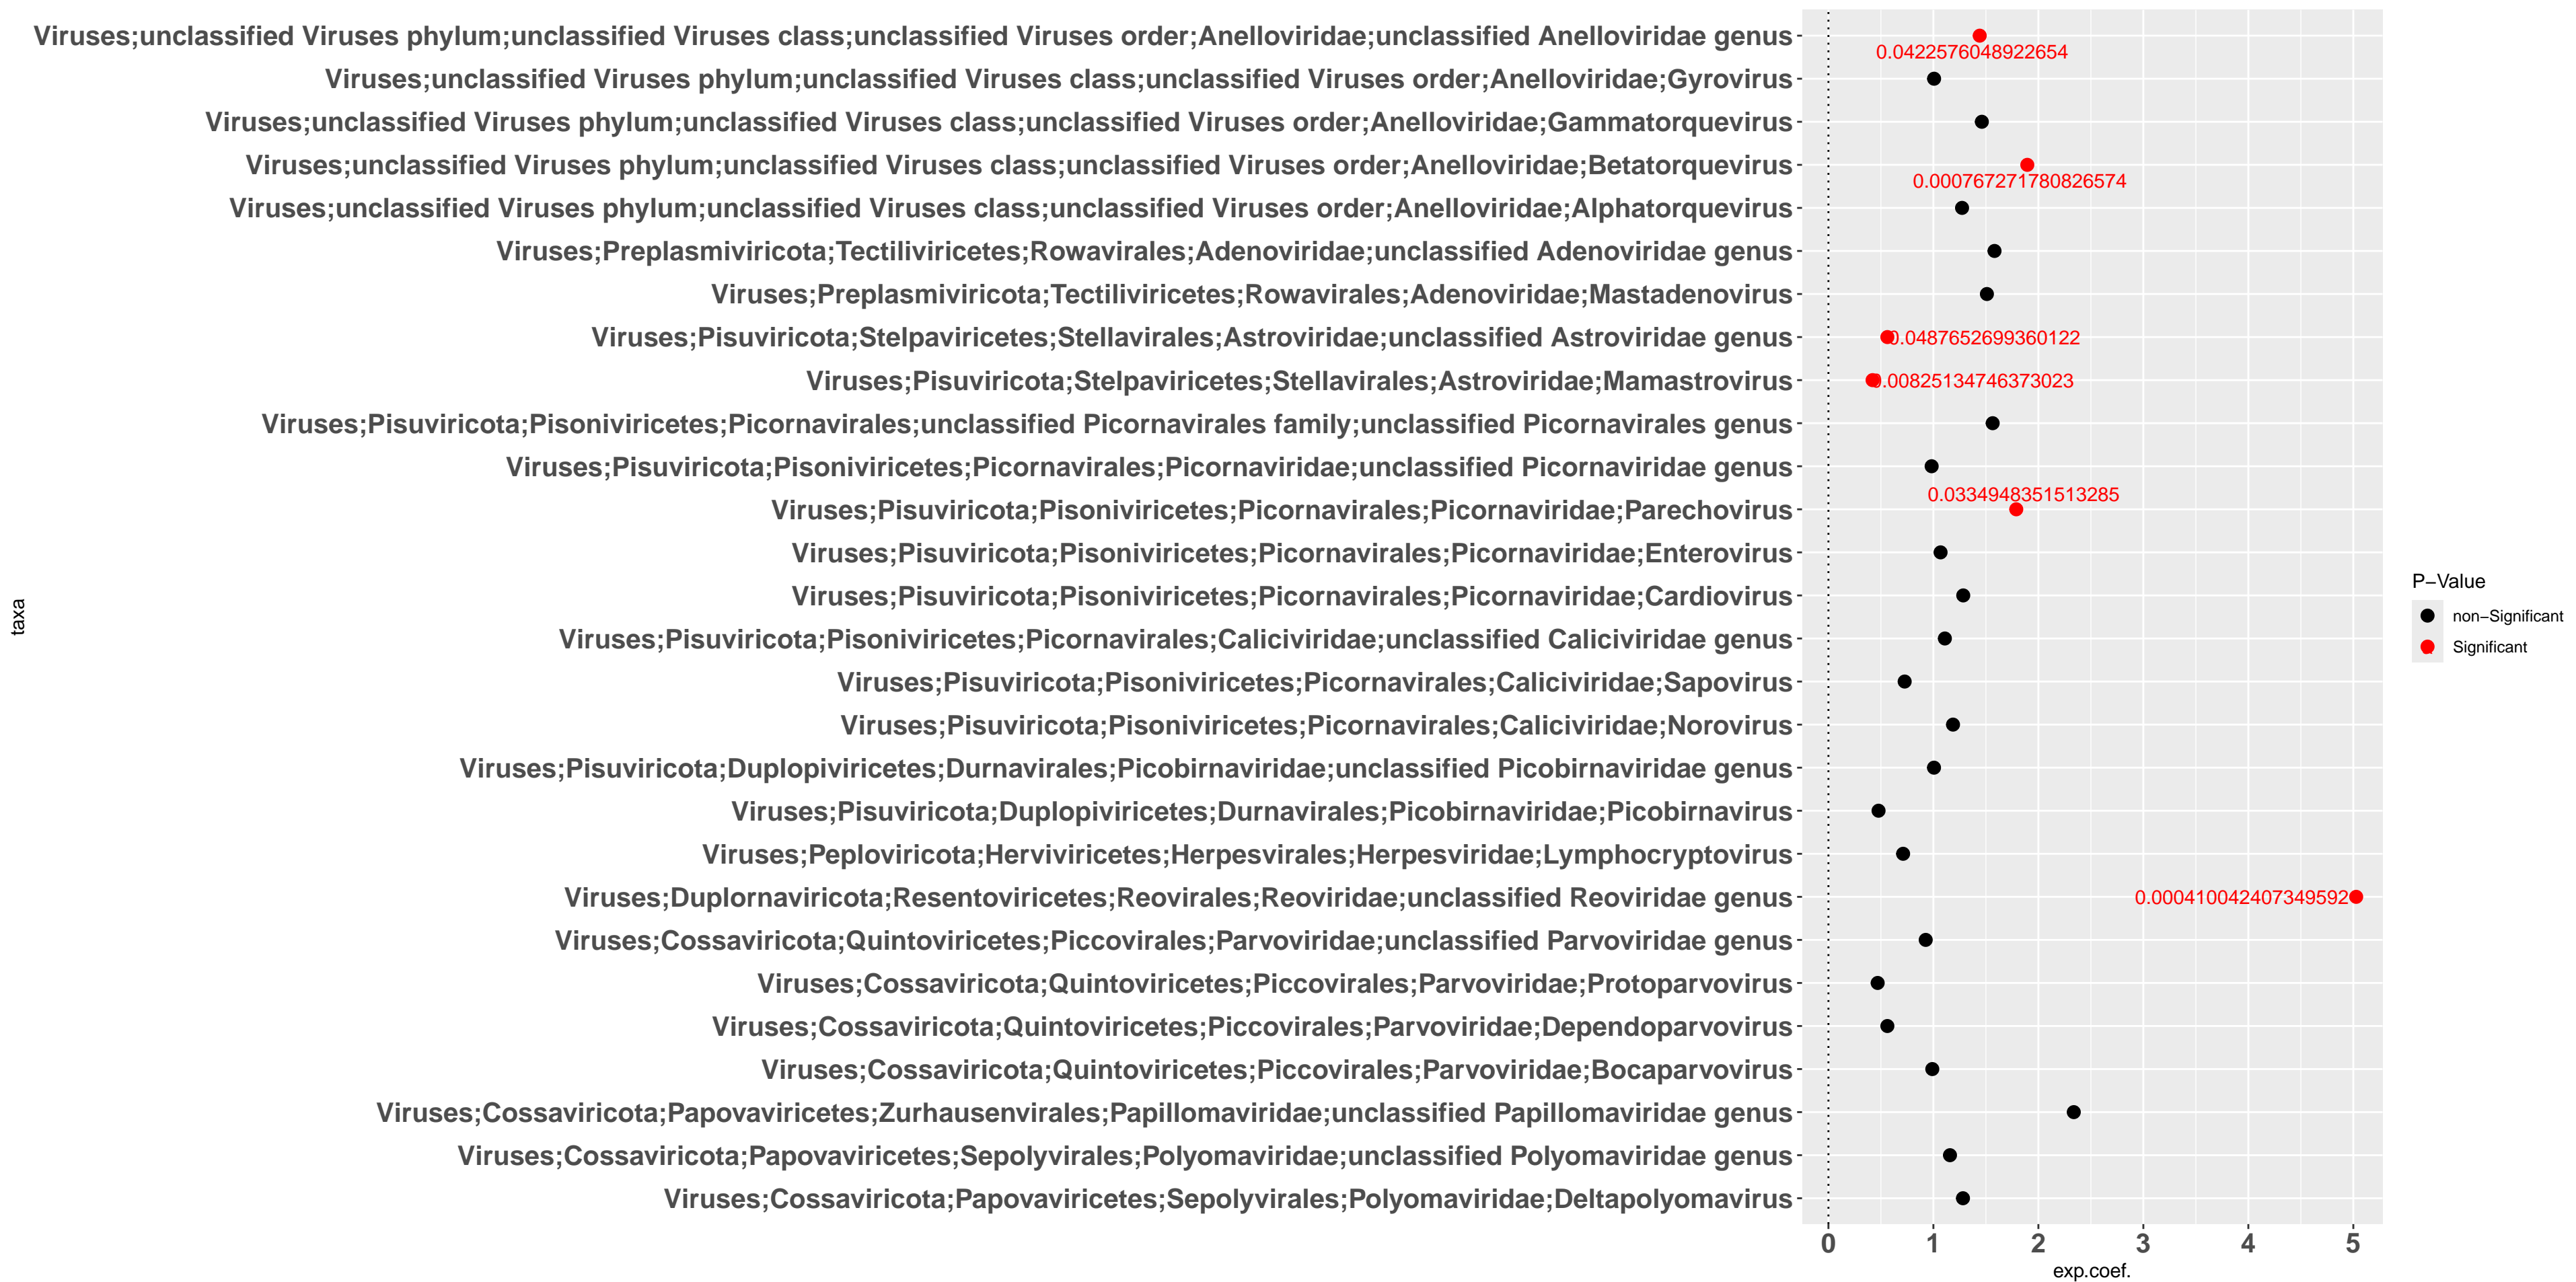 Viruses;unclassified Viruses phylum;unclassified Viruses class;unclassified Viruses order;Anelloviridae;unclassified Anelloviridae genus
0.0422576048922654
Viruses;unclassified Viruses phylum;unclassified Viruses class;unclassified Viruses order;Anelloviridae;Gyrovirus
Viruses;unclassified Viruses phylum;unclassified Viruses class;unclassified Viruses order;Anelloviridae;Gammatorquevirus
Viruses;unclassified Viruses phylum;unclassified Viruses class;unclassified Viruses order;Anelloviridae;Betatorquevirus
0.000767271780826574
Viruses;unclassified Viruses phylum;unclassified Viruses class;unclassified Viruses order;Anelloviridae;Alphatorquevirus
Viruses;Preplasmiviricota;Tectiliviricetes;Rowavirales;Adenoviridae;unclassified Adenoviridae genus
Viruses;Preplasmiviricota;Tectiliviricetes;Rowavirales;Adenoviridae;Mastadenovirus
Viruses;Pisuviricota;Stelpaviricetes;Stellavirales;Astroviridae;unclassified Astroviridae genus
0.0487652699360122
Viruses;Pisuviricota;Stelpaviricetes;Stellavirales;Astroviridae;Mamastrovirus
0.00825134746373023
Viruses;Pisuviricota;Pisoniviricetes;Picornavirales;unclassified Picornavirales family;unclassified Picornavirales genus
Viruses;Pisuviricota;Pisoniviricetes;Picornavirales;Picornaviridae;unclassified Picornaviridae genus
0.0334948351513285
Viruses;Pisuviricota;Pisoniviricetes;Picornavirales;Picornaviridae;Parechovirus
Viruses;Pisuviricota;Pisoniviricetes;Picornavirales;Picornaviridae;Enterovirus
Viruses;Pisuviricota;Pisoniviricetes;Picornavirales;Picornaviridae;Cardiovirus
Viruses;Pisuviricota;Pisoniviricetes;Picornavirales;Caliciviridae;unclassified Caliciviridae genus
Viruses;Pisuviricota;Pisoniviricetes;Picornavirales;Caliciviridae;Sapovirus
Viruses;Pisuviricota;Pisoniviricetes;Picornavirales;Caliciviridae;Norovirus
Viruses;Pisuviricota;Duplopiviricetes;Durnavirales;Picobirnaviridae;unclassified Picobirnaviridae genus
Viruses;Pisuviricota;Duplopiviricetes;Durnavirales;Picobirnaviridae;Picobirnavirus
Viruses;Peploviricota;Herviviricetes;Herpesvirales;Herpesviridae;Lymphocryptovirus
Viruses;Duplornaviricota;Resentoviricetes;Reovirales;Reoviridae;unclassified Reoviridae genus
0.000410042407349592
Viruses;Cossaviricota;Quintoviricetes;Piccovirales;Parvoviridae;unclassified Parvoviridae genus
Viruses;Cossaviricota;Quintoviricetes;Piccovirales;Parvoviridae;Protoparvovirus
Viruses;Cossaviricota;Quintoviricetes;Piccovirales;Parvoviridae;Dependoparvovirus
Viruses;Cossaviricota;Quintoviricetes;Piccovirales;Parvoviridae;Bocaparvovirus
Viruses;Cossaviricota;Papovaviricetes;Zurhausenvirales;Papillomaviridae;unclassified Papillomaviridae genus
Viruses;Cossaviricota;Papovaviricetes;Sepolyvirales;Polyomaviridae;unclassified Polyomaviridae genus
Viruses;Cossaviricota;Papovaviricetes;Sepolyvirales;Polyomaviridae;Deltapolyomavirus
taxa
0 1 2 3 4 5
exp.coef.
P−Value
non−Significant
Significant